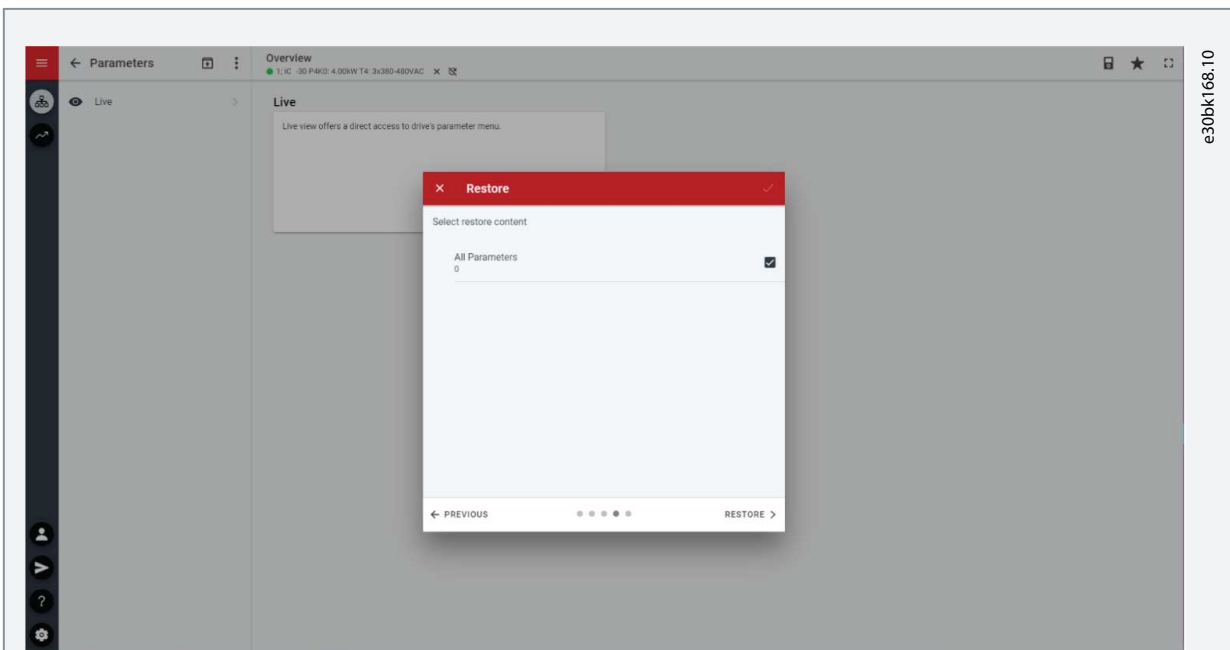 Parameters
Overview
1; iC -30 P4K0: 4.00kW T4: 3x380-480VAC
Live
Live
Live view offers a direct access to drive's parameter menu.
Restore
Select restore content
All Parameters
0
PREVIOUS
RESTORE
?
e30bk168.10